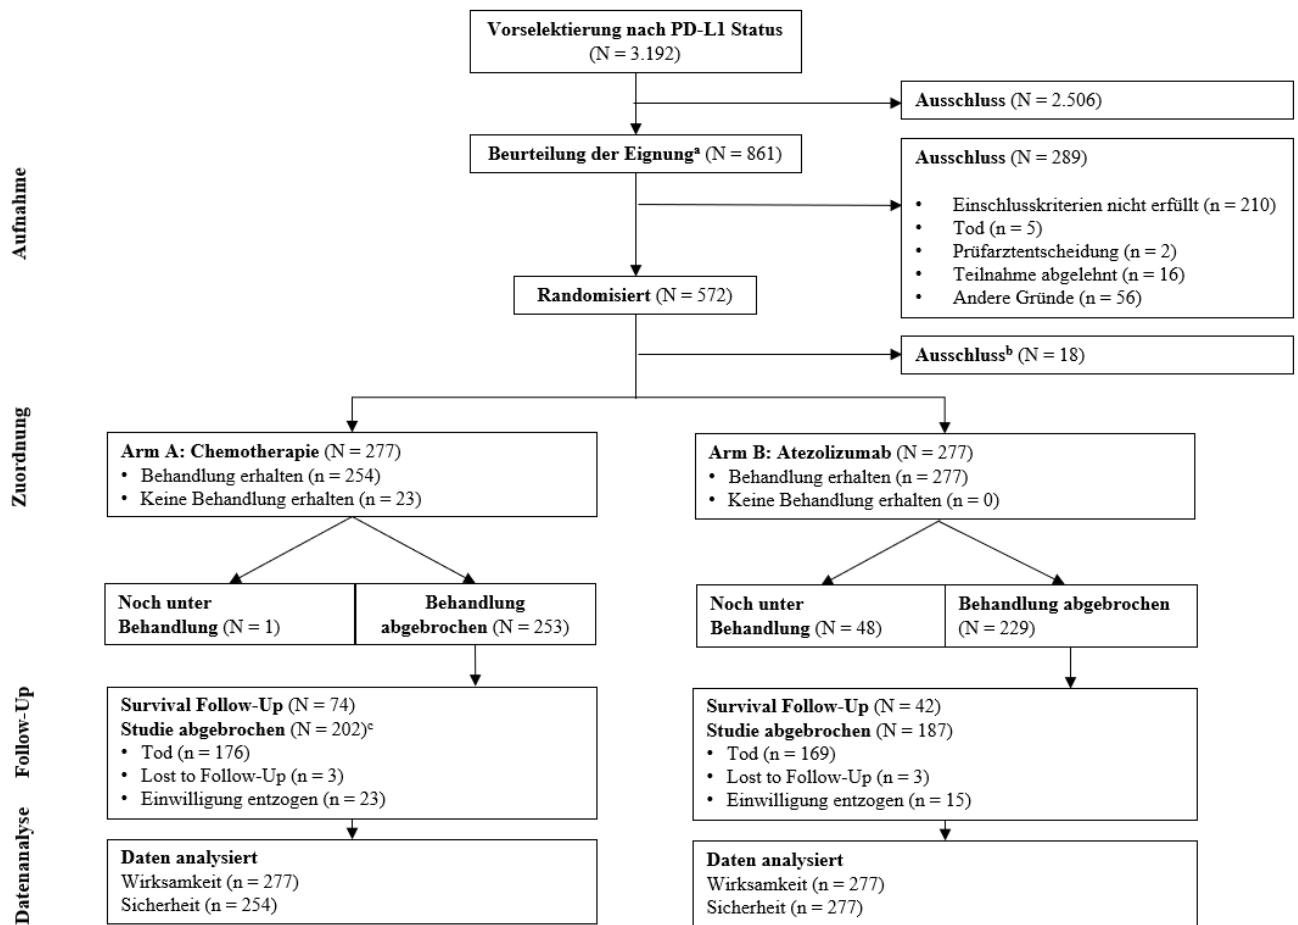 Vorselektierung nach PD-L1 Status
(N = 3.192)
Ausschluss (N = 2.506)
Aufnahme
Beurteilung der Eignungᵃ (N = 861)
Ausschluss (N = 289)
• Einschlusskriterien nicht erfüllt (n = 210)
• Tod (n = 5)
• Prüfarztentscheidung (n = 2)
• Teilnahme abgelehnt (n = 16)
• Andere Gründe (n = 56)
Randomisiert (N = 572)
Ausschlussᵇ (N = 18)
Zuordnung
Arm A: Chemotherapie (N = 277)
• Behandlung erhalten (n = 254)
• Keine Behandlung erhalten (n = 23)
Arm B: Atezolizumab (N = 277)
• Behandlung erhalten (n = 277)
• Keine Behandlung erhalten (n = 0)
Noch unter
Behandlung (N = 1)
Behandlung
abgebrochen (N = 253)
Noch unter
Behandlung (N = 48)
Behandlung abgebrochen
(N = 229)
Follow-Up
Survival Follow-Up (N = 74)
Studie abgebrochen (N = 202)ᶜ
• Tod (n = 176)
• Lost to Follow-Up (n = 3)
• Einwilligung entzogen (n = 23)
Survival Follow-Up (N = 42)
Studie abgebrochen (N = 187)
• Tod (n = 169)
• Lost to Follow-Up (n = 3)
• Einwilligung entzogen (n = 15)
Datenanalyse
Daten analysiert
Wirksamkeit (n = 277)
Sicherheit (n = 254)
Daten analysiert
Wirksamkeit (n = 277)
Sicherheit (n = 277)